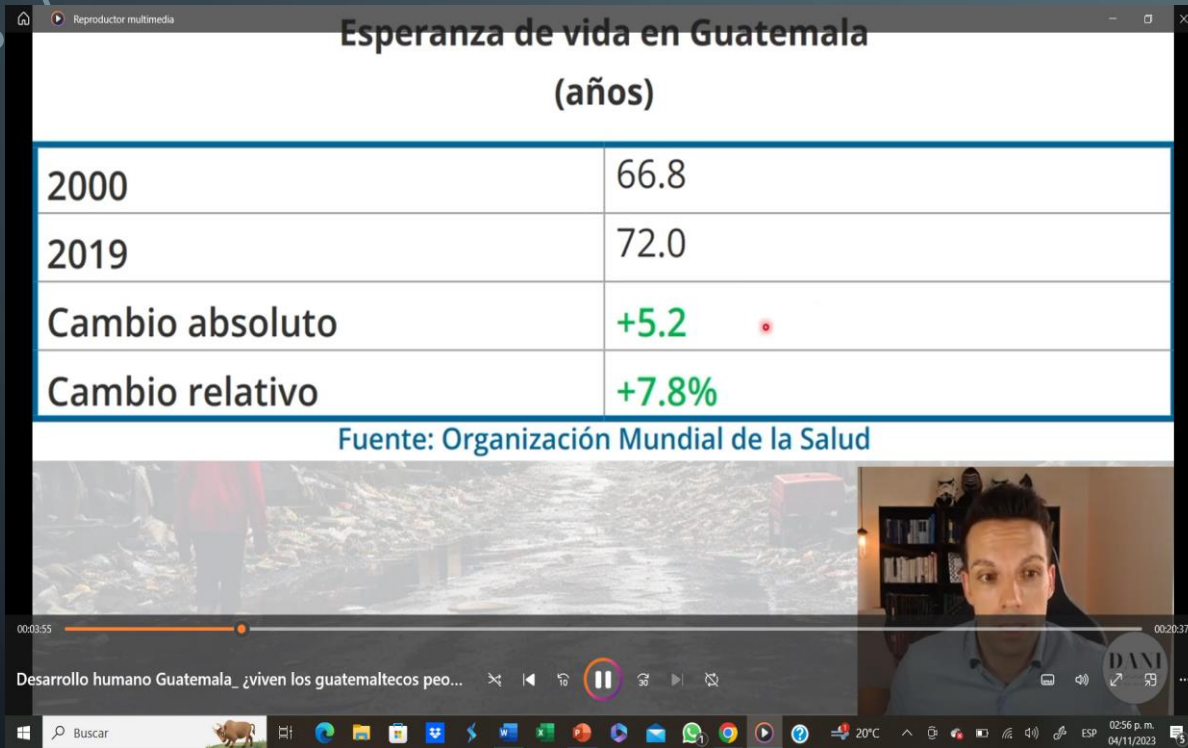 Reproductor multimedia
Esperanza de vida en Guatemala
(años)
2000 66.8
2019 72.0
Cambio absoluto +5.2
Cambio relativo +7.8%
Fuente: Organización Mundial de la Salud
00:03:55 00:20:37
DANI
Desarrollo humano Guatemala_ ¿viven los guatemaltecos peo...
10
30
Buscar
20°C
ESP
02:56 p. m.
04/11/2023